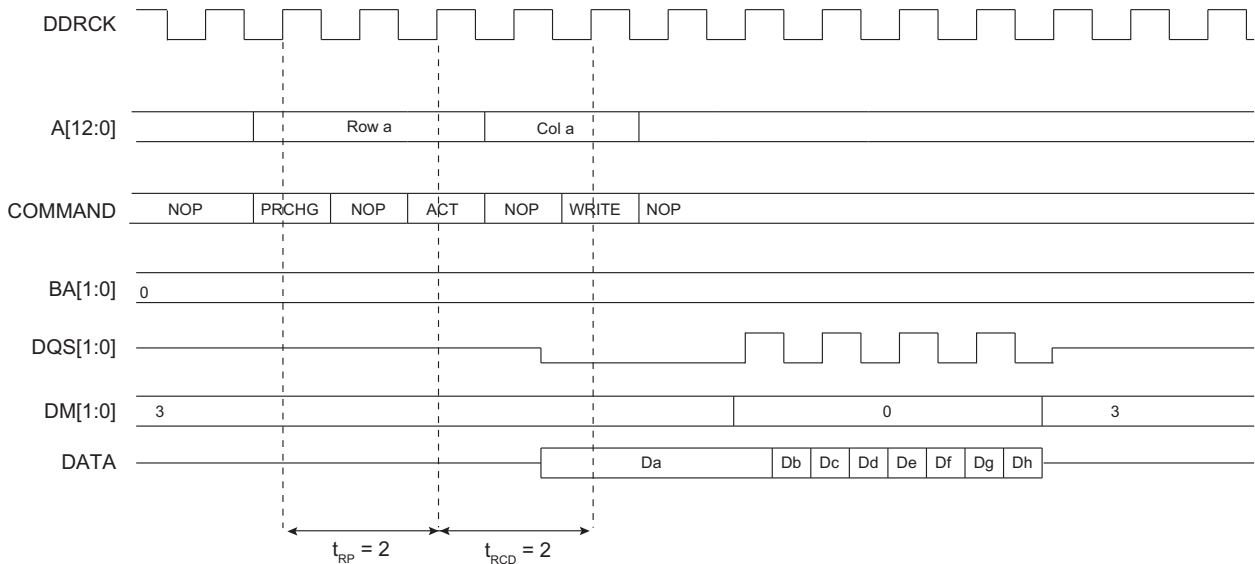 DDRCK
A[12:0] Row a Col a
COMMAND NOP PRCHG NOP ACT NOP WRITE NOP
BA[1:0] 0
DQS[1:0]
DM[1:0] 3 0 3
DATA Da Db Dc Dd De Df Dg Dh
tRP = 2 tRCD = 2